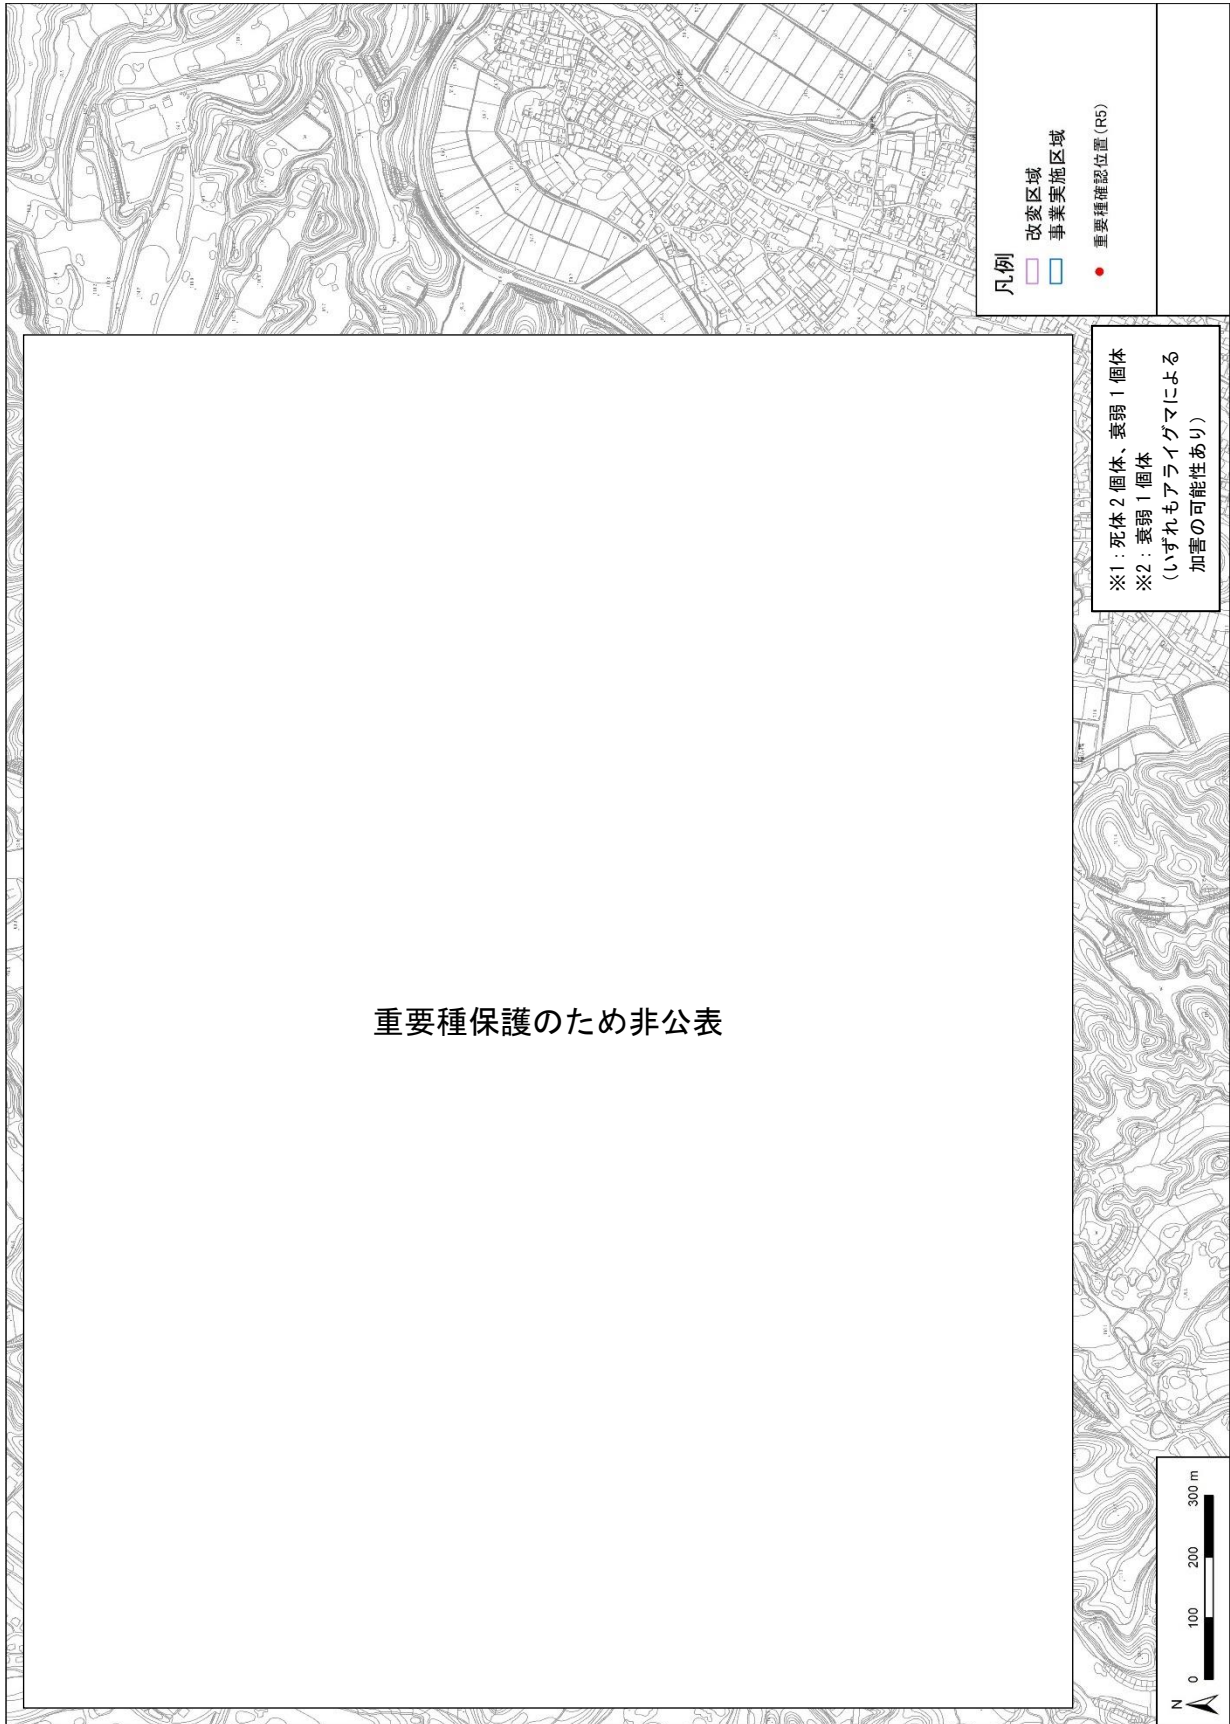 凡例
改変区域
事業実施区域
重要種確認位置(R5)
※1：死体2個体、衰弱1個体
※2：衰弱1個体
(いずれもアライグマによる
加害の可能性あり)
重要種保護のため非公表
N
0 100 200 300 m